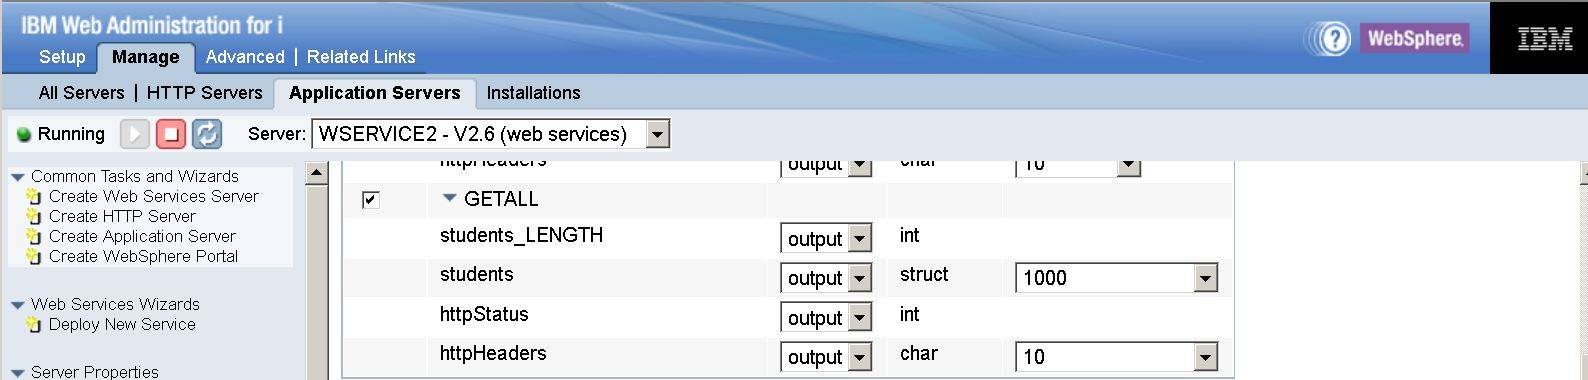 IBM Web Administration for i
Setup Manage Advanced | Related Links
? WebSphere. IBM
All Servers | HTTP Servers Application Servers Installations
Running Server: WSERVICE2 - V2.6 (web services)
Common Tasks and Wizards
Create Web Services Server
Create HTTP Server
Create Application Server
Create WebSphere Portal
Web Services Wizards
Deploy New Service
Server Properties
httpHeaders output char 10
GETALL
students_LENGTH output int
students output struct 1000
httpStatus output int
httpHeaders output char 10